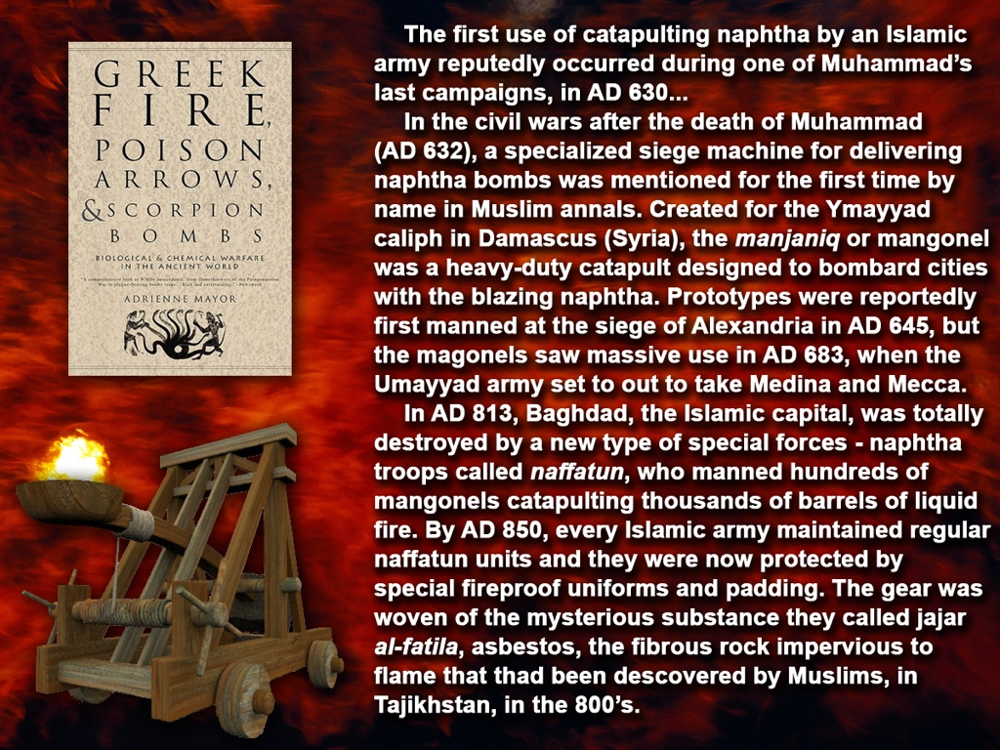 GREEK
FIRE,
POISON
ARROWS,
&SCORPION
BOMBS
BIOLOGICAL & CHEMICAL WARFARE
IN THE ANCIENT WORLD
ADRIENNE MAYOR
The first use of catapulting naphtha by an Islamic
army reputedly occurred during one of Muhammad's
last campaigns, in AD 630...
In the civil wars after the death of Muhammad
(AD 632), a specialized siege machine for delivering
naphtha bombs was mentioned for the first time by
name in Muslim annals. Created for the Ymayyad
caliph in Damascus (Syria), the manjaniq or mangonel
was a heavy-duty catapult designed to bombard cities
with the blazing naphtha. Prototypes were reportedly
first manned at the siege of Alexandria in AD 645, but
the magonels saw massive use in AD 683, when the
Umayyad army set to out to take Medina and Mecca.
In AD 813, Baghdad, the Islamic capital, was totally
destroyed by a new type of special forces - naphtha
troops called naffatun, who manned hundreds of
mangonels catapulting thousands of barrels of liquid
fire. By AD 850, every Islamic army maintained regular
naffatun units and they were now protected by
special fireproof uniforms and padding. The gear was
woven of the mysterious substance they called jajar
al-fatila, asbestos, the fibrous rock impervious to
flame that thad been descovered by Muslims, in
Tajikhstan, in the 800's.